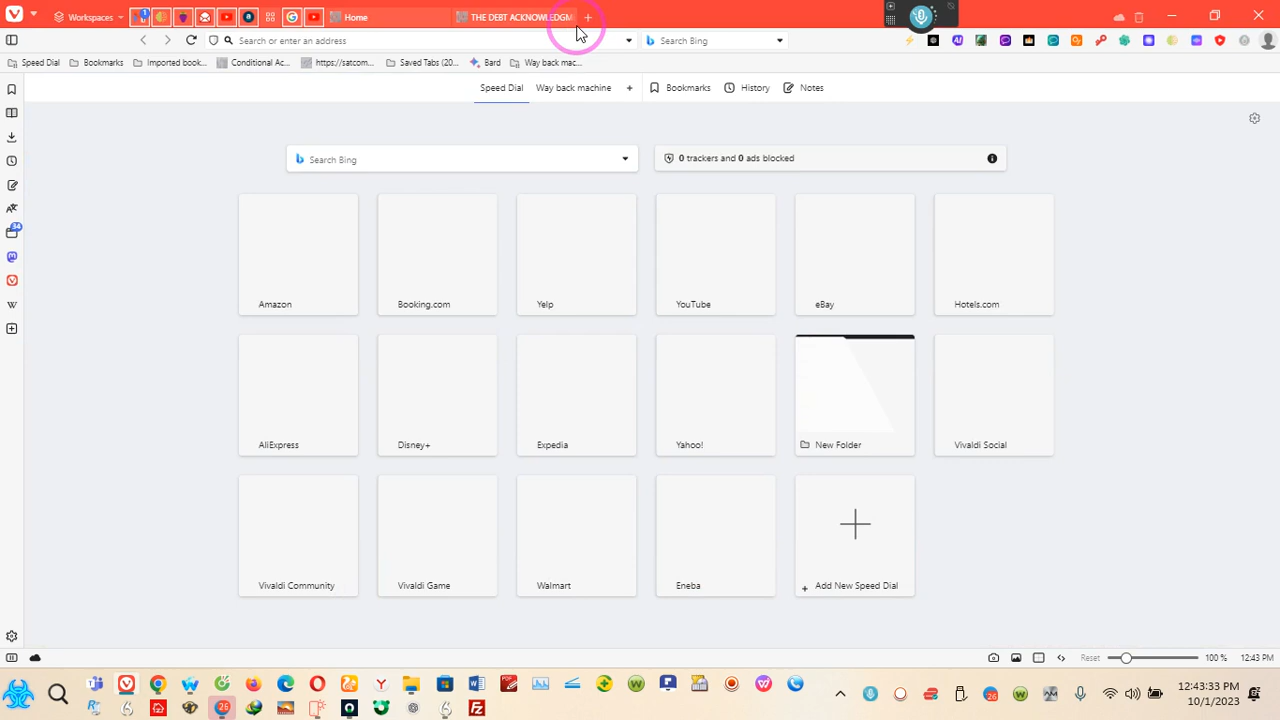 Workspaces
1
Home
THE DEBT ACKNOWLEDGM
Search or enter an address
Search Bing
Speed Dial
Bookmarks
Imported book...
Conditional Ac...
https://satcom...
Saved Tabs (20...
Bard
Way back mac...
Speed Dial
Way back machine
Bookmarks
History
Notes
Search Bing
0 trackers and 0 ads blocked
Amazon
Booking.com
Yelp
YouTube
eBay
Hotels.com
AliExpress
Disney+
Expedia
Yahoo!
New Folder
Vivaldi Social
Vivaldi Community
Vivaldi Game
Walmart
Eneba
Add New Speed Dial
34
Reset
100 %
12:43 PM
26
26
12:43:33 PM
10/1/2023